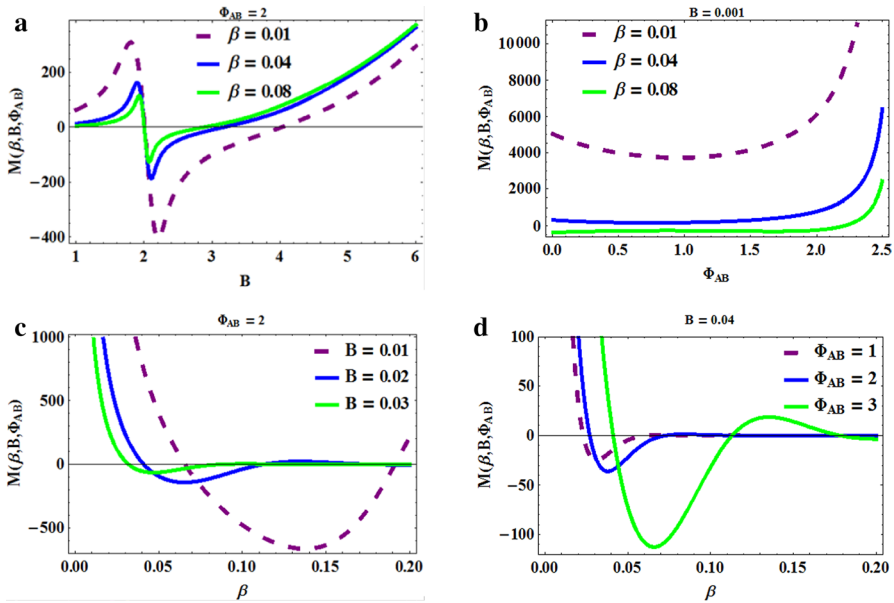 a
Φ_AB = 2
β = 0.01
β = 0.04
β = 0.08
M(β,B,Φ_AB)
200
0
−200
−400
1 2 3 4 5 6
B
b
B = 0.001
β = 0.01
β = 0.04
β = 0.08
M(β,B,Φ_AB)
10000
8000
6000
4000
2000
0
0.0 0.5 1.0 1.5 2.0 2.5
Φ_AB
c
Φ_AB = 2
B = 0.01
B = 0.02
B = 0.03
M(β,B,Φ_AB)
1000
500
0
−500
0.00 0.05 0.10 0.15 0.20
β
d
B = 0.04
Φ_AB = 1
Φ_AB = 2
Φ_AB = 3
M(β,B,Φ_AB)
100
50
0
−50
−100
0.00 0.05 0.10 0.15 0.20
β